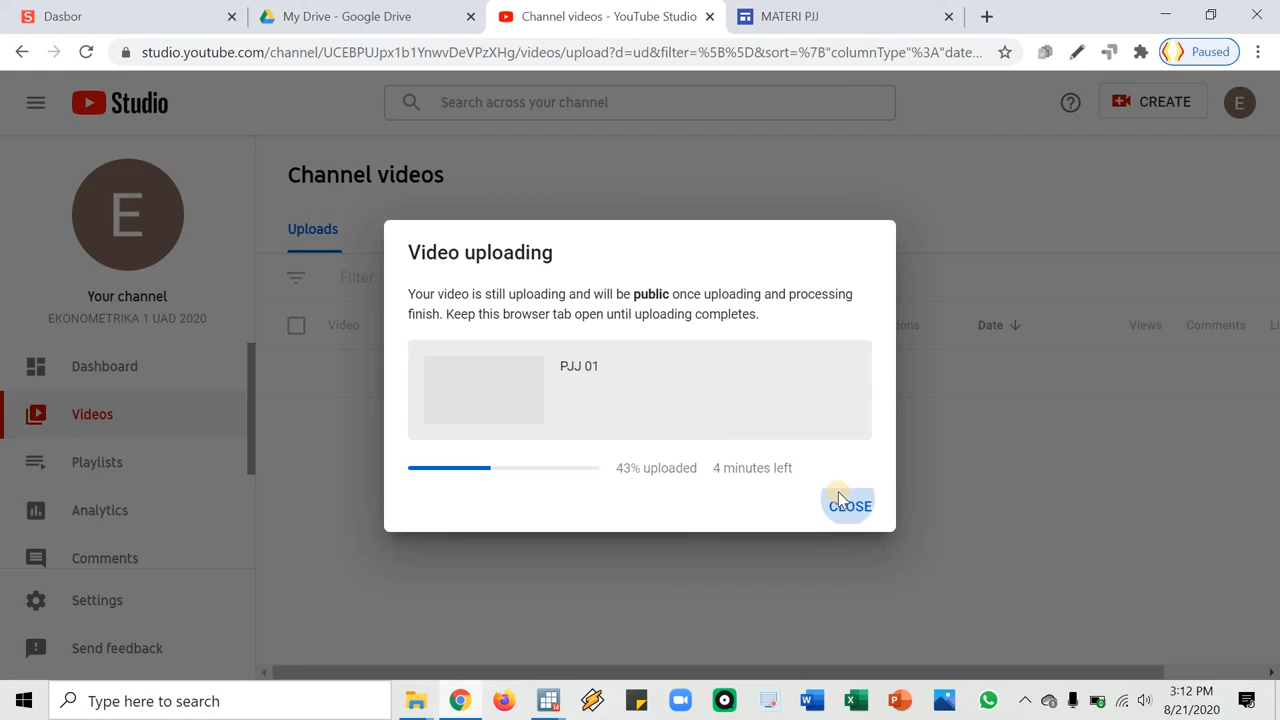 Dasbor
My Drive - Google Drive
Channel videos - YouTube Studio
MATERI PJJ
studio.youtube.com/channel/UCEBPUJpx1b1YnwvDeVPzXHg/videos/upload?d=ud&filter=%5B%5D&sort=%7B"columnType"%3A"date...
Paused
Studio
Search across your channel
CREATE
E
E
Your channel
EKONOMETRIKA 1 UAD 2020
Dashboard
Videos
Playlists
Analytics
Comments
Settings
Send feedback
Channel videos
Uploads
Filter
Video
Date
Views
Comments
Video uploading
Your video is still uploading and will be public once uploading and processing
finish. Keep this browser tab open until uploading completes.
PJJ 01
43% uploaded
4 minutes left
CLOSE
Type here to search
3:12 PM
8/21/2020